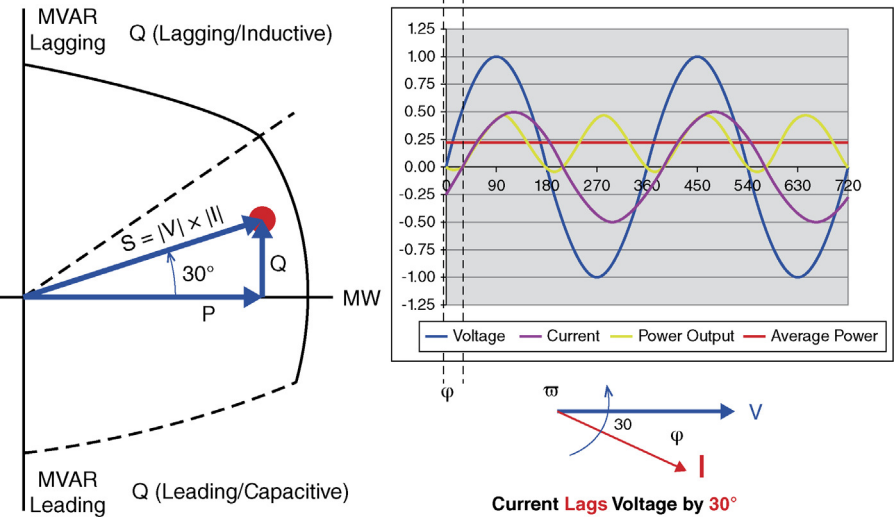 MVAR
Lagging
Q (Lagging/Inductive)
S = |V| × |I|
30°
Q
P
MW
MVAR
Leading
Q (Leading/Capacitive)
1.25
1.00
0.75
0.50
0.25
0.00
-0.25
-0.50
-0.75
-1.00
-1.25
0 90 180 270 360 450 540 630 720
Voltage Current Power Output Average Power
φ
ϖ
V
30
φ
I
Current Lags Voltage by 30°